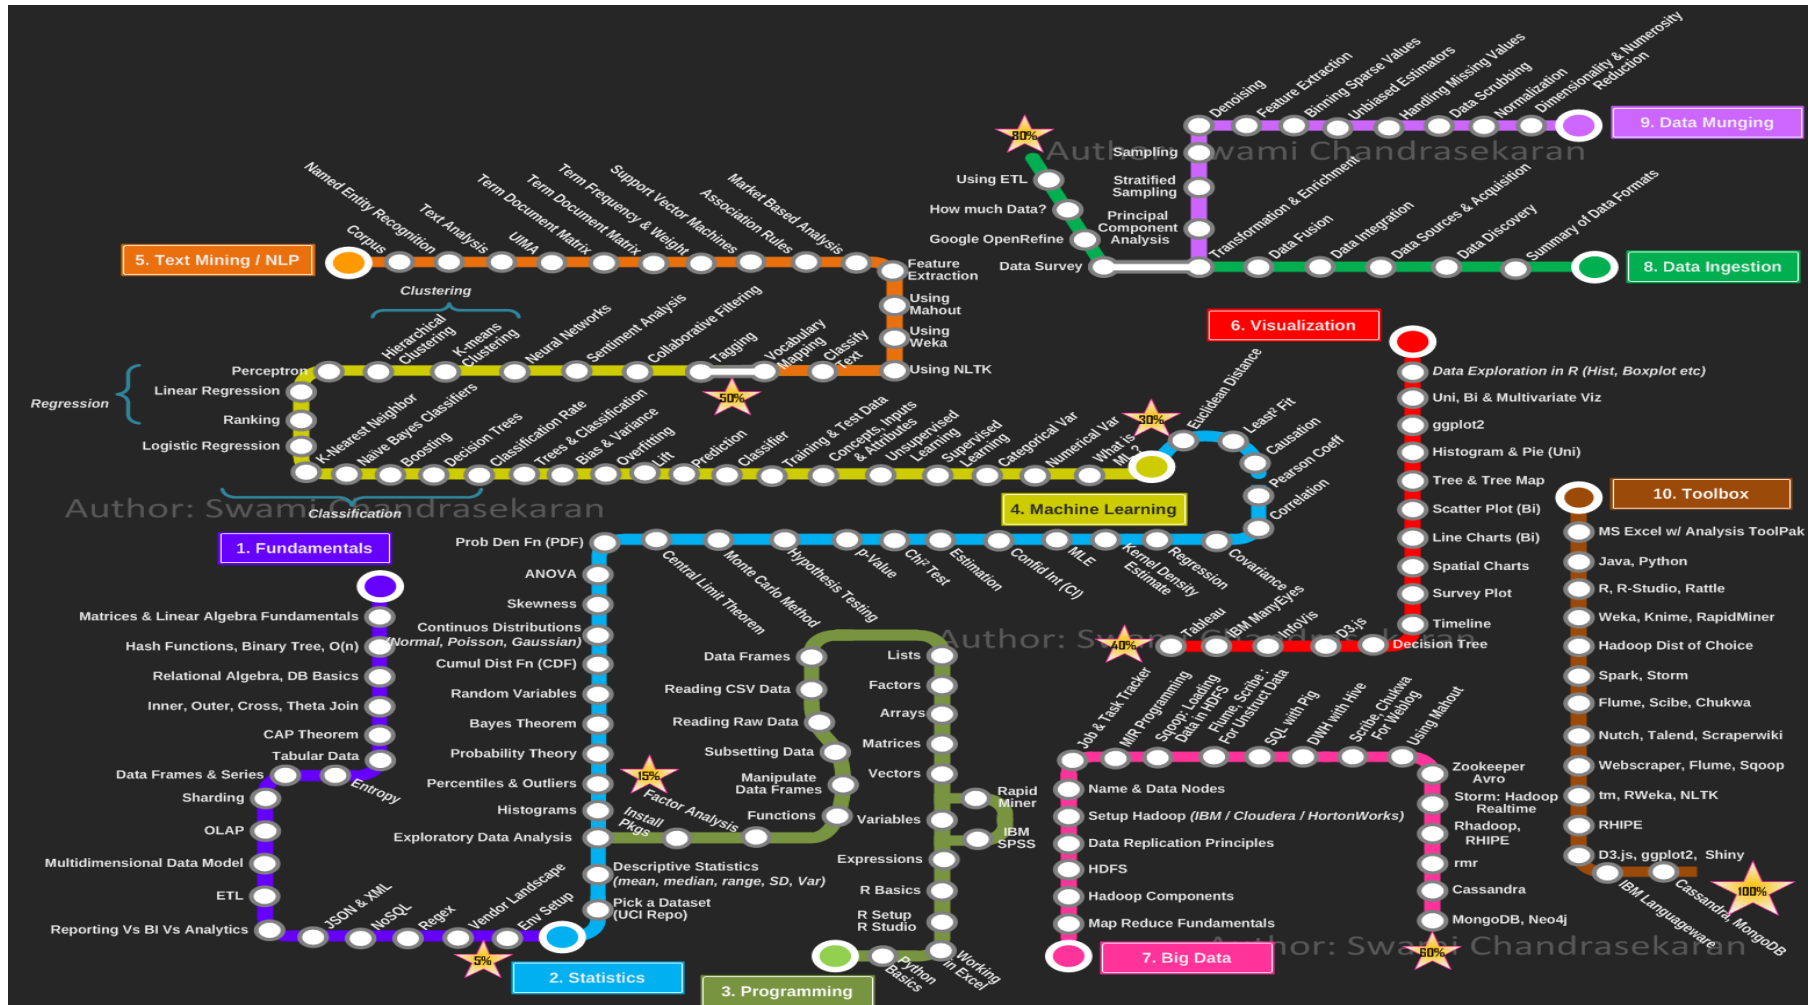 Author: Swami Chandrasekaran
Author: Swami Chandrasekaran
Author: Swami Chandrasekaran
Author: Swami Chandrasekaran
1. Fundamentals
Matrices & Linear Algebra Fundamentals
Hash Functions, Binary Tree, O(n)
Relational Algebra, DB Basics
Inner, Outer, Cross, Theta Join
CAP Theorem
Tabular Data
Entropy
Data Frames & Series
Sharding
OLAP
Multidimensional Data Model
ETL
Reporting Vs BI Vs Analytics
JSON & XML
NoSQL
Regex
Vendor Landscape
Env Setup
5%
2. Statistics
Pick a Dataset
(UCI Repo)
Descriptive Statistics
(mean, median, range, SD, Var)
Exploratory Data Analysis
Histograms
Percentiles & Outliers
Probability Theory
Bayes Theorem
Random Variables
Cumul Dist Fn (CDF)
Continuos Distributions
(Normal, Poisson, Gaussian)
Skewness
ANOVA
Prob Den Fn (PDF)
Central Limit Theorem
Monte Carlo Method
Hypothesis Testing
p-Value
Chi² Test
Estimation
Confid Int (CI)
MLE
Kernel Density
Estimate
Regression
Covariance
Correlation
Pearson Coeff
Causation
Least² Fit
Euclidean Distance
30%
3. Programming
Python
Basics
Working
in Excel
R Setup
R Studio
R Basics
Expressions
Variables
IBM
SPSS
Rapid
Miner
Vectors
Matrices
Arrays
Factors
Lists
Data Frames
Reading CSV Data
Reading Raw Data
Subsetting Data
Manipulate
Data Frames
Functions
Factor Analysis
Install
Pkgs
15%
4. Machine Learning
What is
ML?
Numerical Var
Categorical Var
Supervised
Learning
Unsupervised
Learning
Concepts, Inputs
& Attributes
Training & Test Data
Classifier
Prediction
Lift
Overfitting
Bias & Variance
Trees & Classification
Classification Rate
Decision Trees
Boosting
Naïve Bayes Classifiers
K-Nearest Neighbor
Classification
Logistic Regression
Ranking
Linear Regression
Regression
Perceptron
Hierarchical
Clustering
K-means
Clustering
Clustering
Neural Networks
Sentiment Analysis
Collaborative Filtering
Tagging
50%
5. Text Mining / NLP
Corpus
Named Entity Recognition
Text Analysis
UIMA
Term Document Matrix
Term Document Matrix
Term Frequency & Weight
Support Vector Machines
Association Rules
Market Based Analysis
Feature
Extraction
Using
Mahout
Using
Weka
Using NLTK
Classify
Text
Vocabulary
Mapping
6. Visualization
Data Exploration in R (Hist, Boxplot etc)
Uni, Bi & Multivariate Viz
ggplot2
Histogram & Pie (Uni)
Tree & Tree Map
Scatter Plot (Bi)
Line Charts (Bi)
Spatial Charts
Survey Plot
Timeline
Decision Tree
D3.js
InfoVis
IBM ManyEyes
Tableau
40%
7. Big Data
Map Reduce Fundamentals
Hadoop Components
HDFS
Data Replication Principles
Setup Hadoop (IBM / Cloudera / HortonWorks)
Name & Data Nodes
Job & Task Tracker
M/R Programming
Sqoop: Loading
Data in HDFS
Flume, Scribe :
For Unstruct Data
SQL with Pig
DWH with Hive
Scribe, Chukwa
For Weblog
Using Mahout
Zookeeper
Avro
Storm: Hadoop
Realtime
Rhadoop,
RHIPE
rmr
Cassandra
MongoDB, Neo4j
60%
8. Data Ingestion
Summary of Data Formats
Data Discovery
Data Sources & Acquisition
Data Integration
Data Fusion
Transformation & Enrichment
Data Survey
Google OpenRefine
How much Data?
Using ETL
80%
9. Data Munging
Dimensionality & Numerosity
Reduction
Normalization
Data Scrubbing
Handling Missing Values
Unbiased Estimators
Binning Sparse Values
Feature Extraction
Denoising
Sampling
Stratified
Sampling
Principal
Component
Analysis
10. Toolbox
MS Excel w/ Analysis ToolPak
Java, Python
R, R-Studio, Rattle
Weka, Knime, RapidMiner
Hadoop Dist of Choice
Spark, Storm
Flume, Scibe, Chukwa
Nutch, Talend, Scraperwiki
Webscraper, Flume, Sqoop
tm, RWeka, NLTK
RHIPE
D3.js, ggplot2, Shiny
IBM Languageware
Cassandra, MongoDB
100%